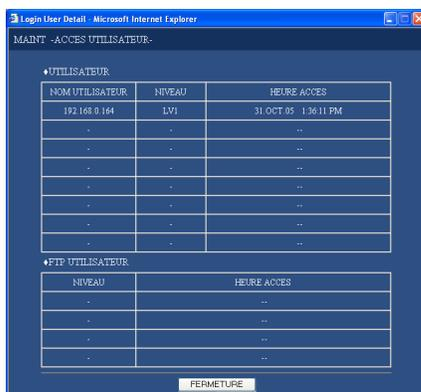 Login User Detail - Microsoft Internet Explorer
MAINT -ACCES UTILISATEUR-
♦UTILISATEUR
NOM UTILISATEUR NIVEAU HEURE ACCES
192.168.0.164 LV1 31.OCT.05 1:36:11 PM
- - --
- - --
- - --
- - --
- - --
- - --
- - --
♦FTP UTILISATEUR
NIVEAU HEURE ACCES
- --
- --
- --
- --
FERMETURE